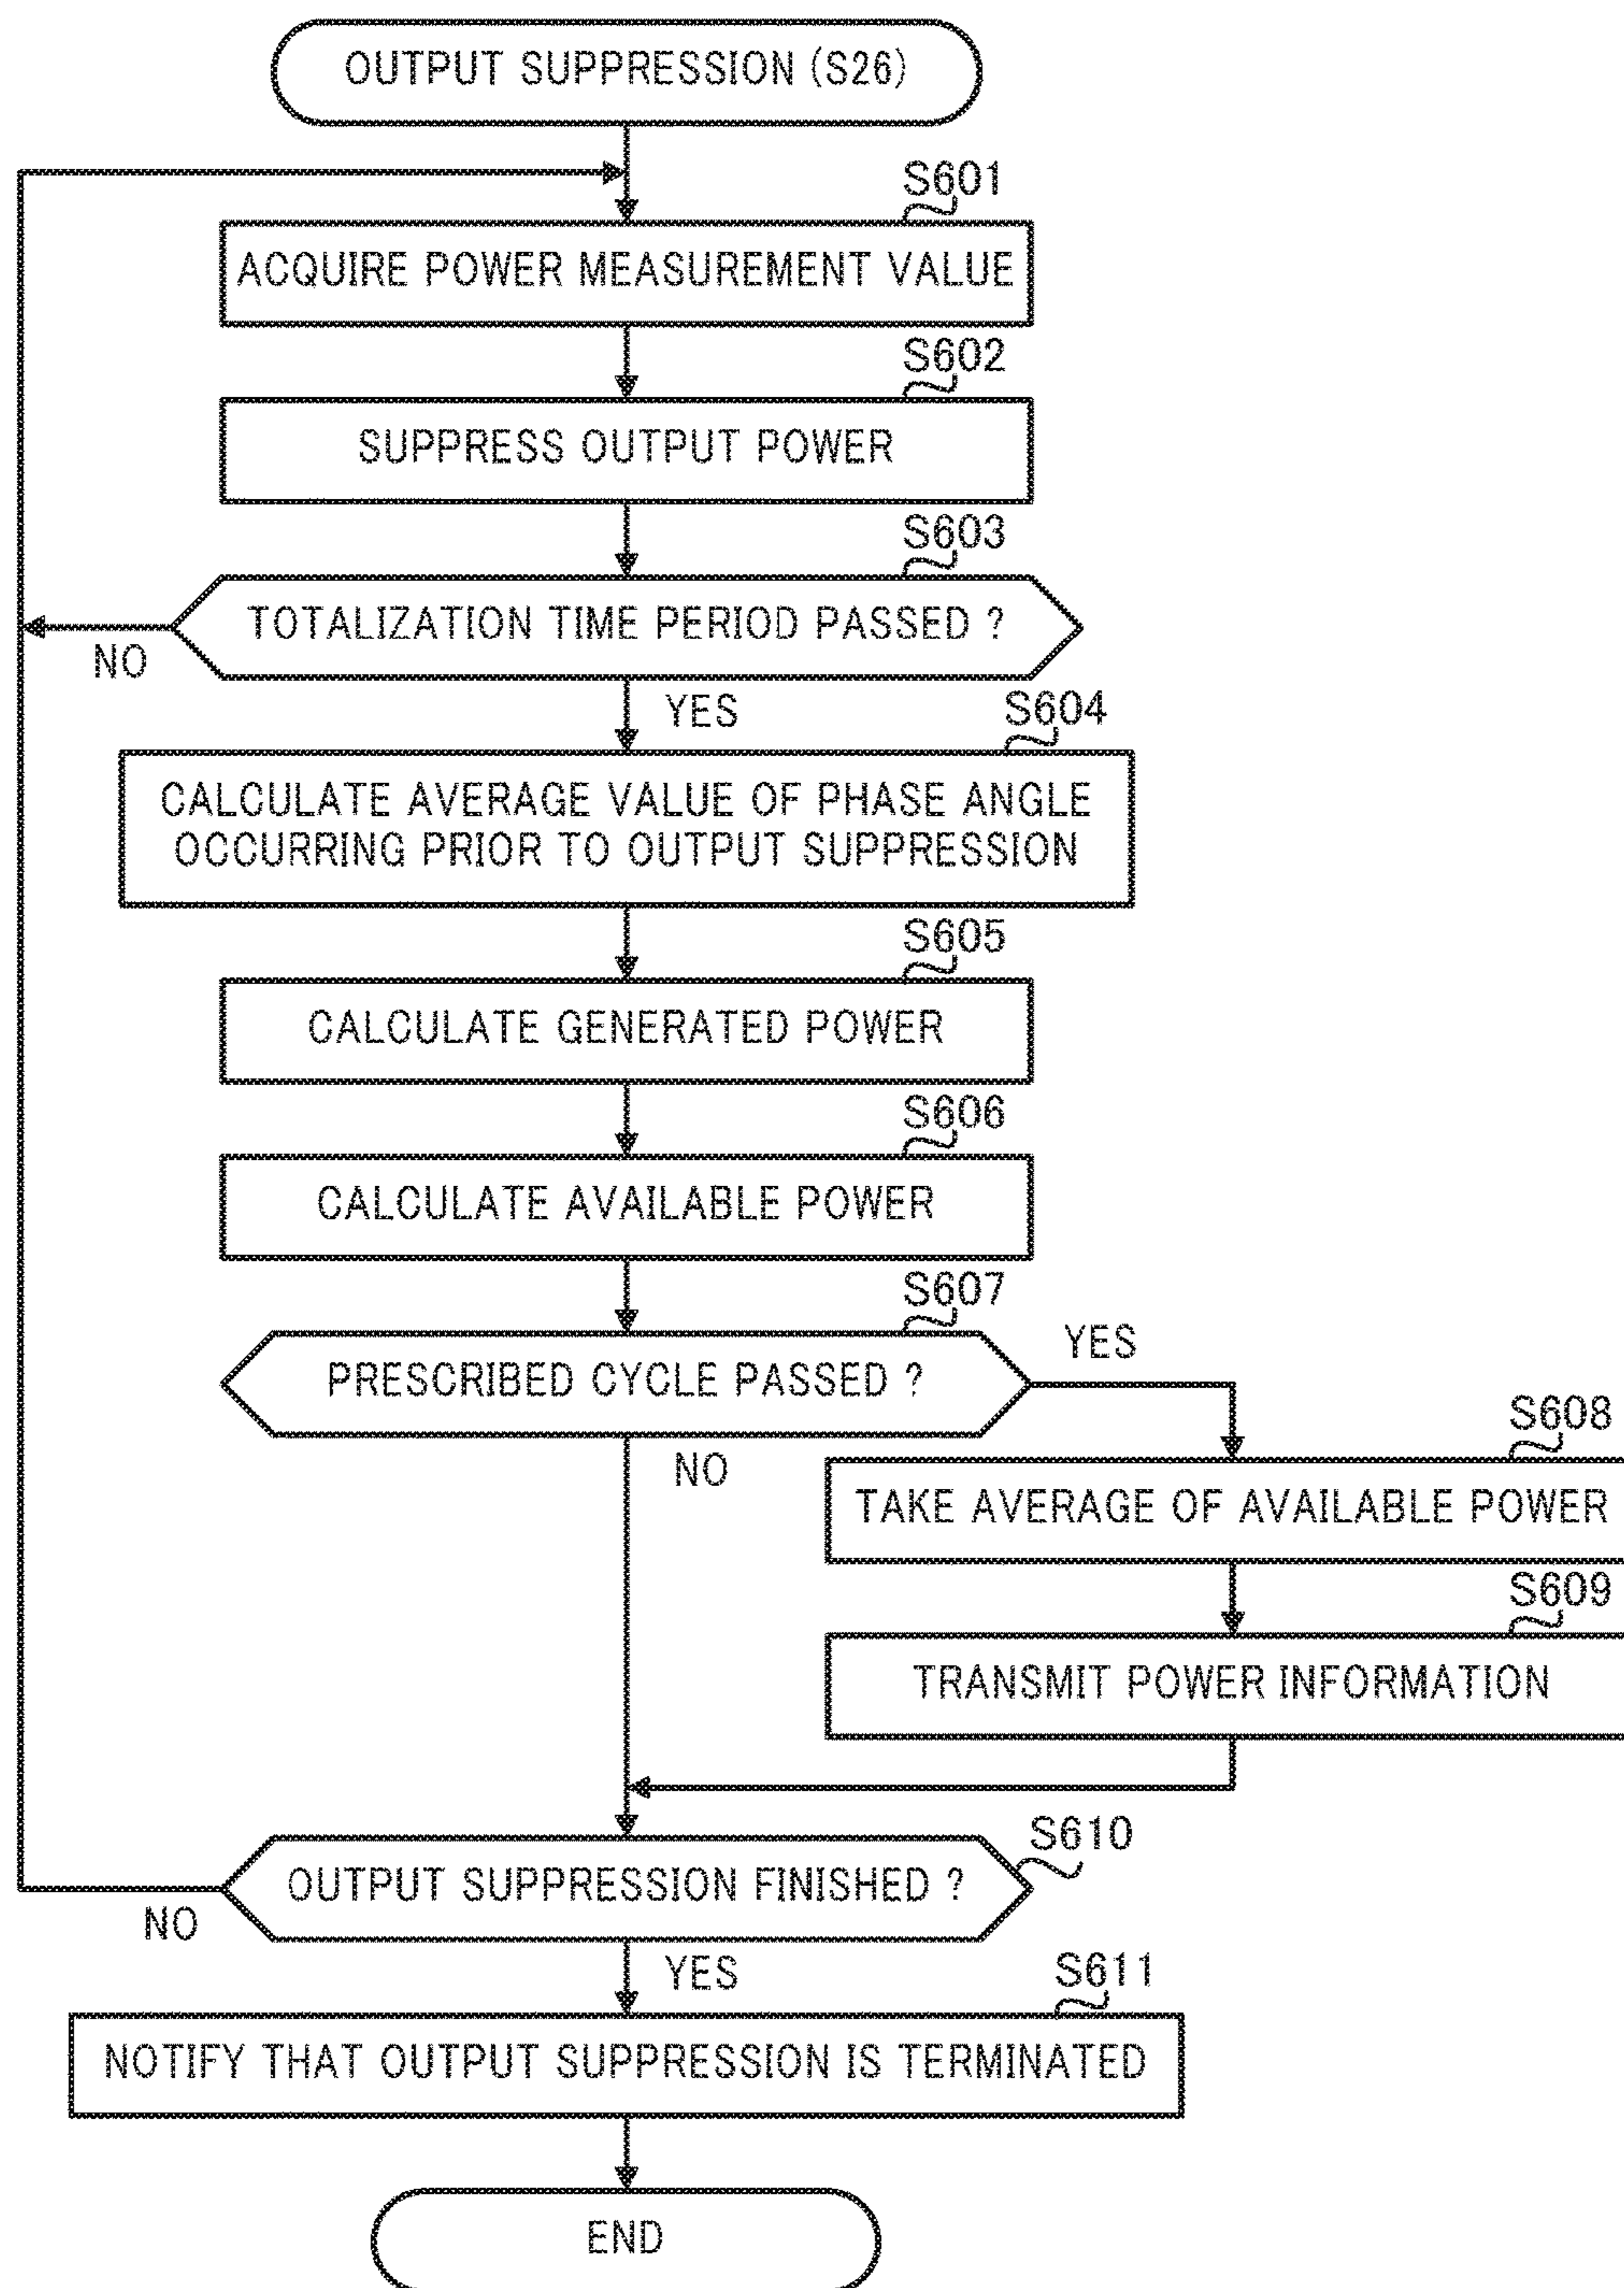 OUTPUT SUPPRESSION (S26)
S601
ACQUIRE POWER MEASUREMENT VALUE
S602
SUPPRESS OUTPUT POWER
S603
TOTALIZATION TIME PERIOD PASSED ?
NO
YES
S604
CALCULATE AVERAGE VALUE OF PHASE ANGLE
OCCURRING PRIOR TO OUTPUT SUPPRESSION
S605
CALCULATE GENERATED POWER
S606
CALCULATE AVAILABLE POWER
S607
PRESCRIBED CYCLE PASSED ?
YES
NO
S608
TAKE AVERAGE OF AVAILABLE POWER
S609
TRANSMIT POWER INFORMATION
S610
OUTPUT SUPPRESSION FINISHED ?
NO
YES
S611
NOTIFY THAT OUTPUT SUPPRESSION IS TERMINATED
END